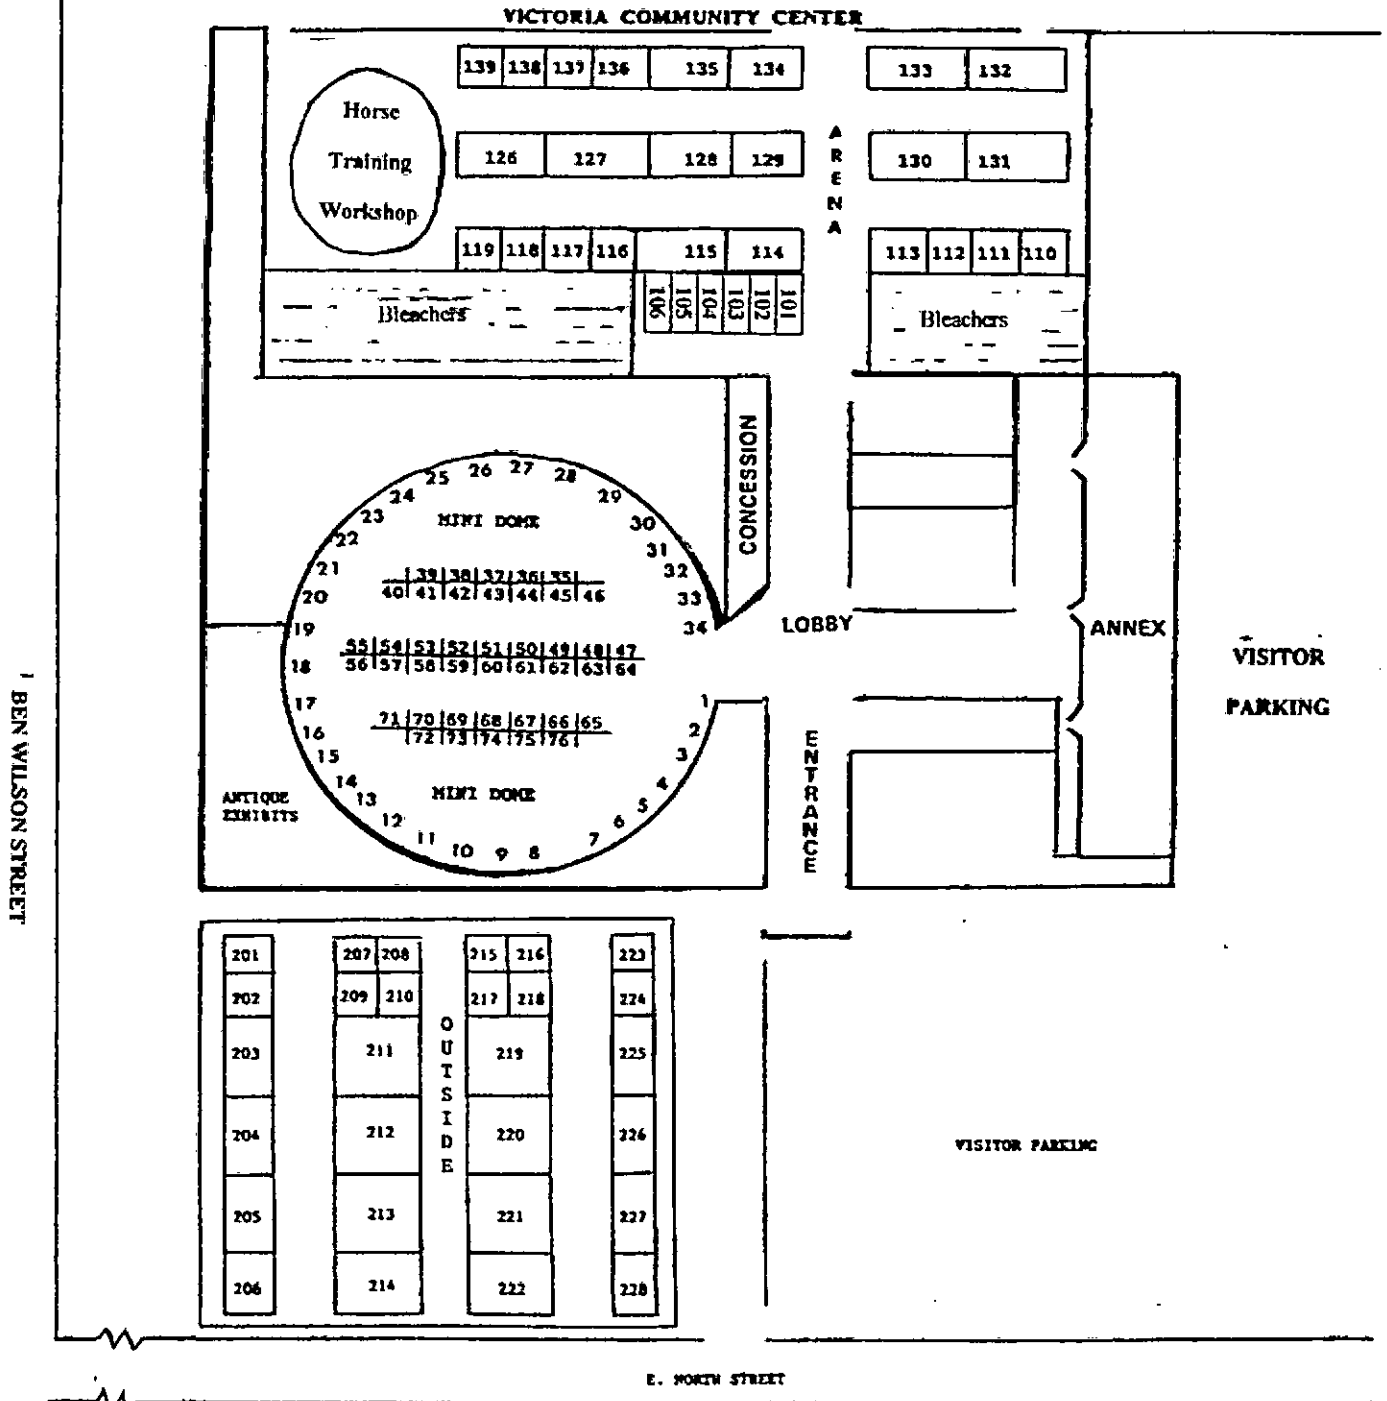 VICTORIA COMMUNITY CENTER
139 138 137 136 135 134 133 132
Horse
Training
Workshop
126 127 128 129 130 131
ARENA
119 118 117 116 115 114 113 112 111 110
106 105 104 103 102 101
Bleachers
Bleachers
CONCESSION
MINI DOME
1 2 3 4 5 6 7 8 9 10 11 12 13 14 15 16 17 18 19 20 21 22 23 24 25 26 27 28 29 30 31 32 33 34
39 38 37 36 35
40 41 42 43 44 45 46
55 54 53 52 51 50 49 48 47
56 57 58 59 60 61 62 63 64
71 70 69 68 67 66 65
72 73 74 75 76
MINI DOME
LOBBY
ANNEX
VISITOR
PARKING
ENTRANCE
ANTIQUE
EXHIBITS
BEN WILSON STREET
201 207 208 215 216 223
202 209 210 217 218 224
203 211 219 225
204 212 220 226
205 213 221 227
206 214 222 228
OUTSIDE
VISITOR PARKING
E. NORTH STREET